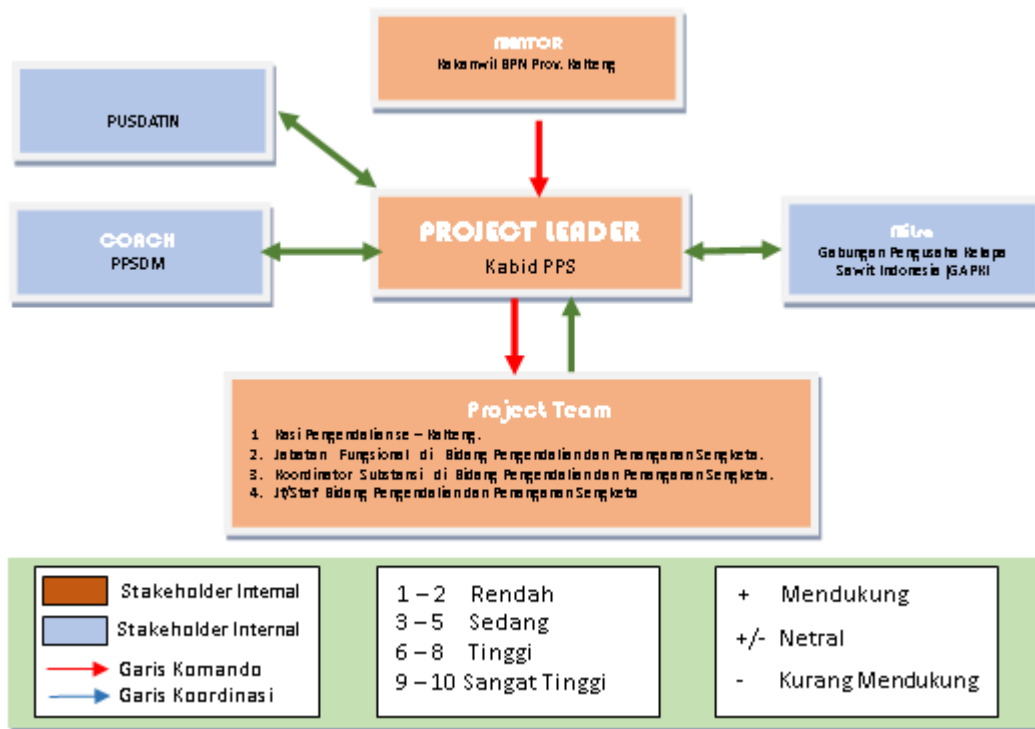 MENTOR
Kakanwil BPN Prov. Kalteng
PUSDATIN
COACH
PPSDM
PROJECT LEADER
Kabid PPS
Mitra
Gabungan Pengusaha Kelapa
Sawit Indonesia (GAPKI
Project Team
1 Kasi Pengendalian se – Kalteng.
2. Jabatan Fungsional di Bidang Pengendalian dan Penanganan Sengketa.
3. Koordinator Substansi di Bidang Pengendalian dan Penanganan Sengketa.
4. Jf/Staf Bidang Pengendalian dan Penanganan Sengketa
Stakeholder Internal
Stakeholder Internal
Garis Komando
Garis Koordinasi
1 – 2 Rendah
3 – 5 Sedang
6 – 8 Tinggi
9 – 10 Sangat Tinggi
+ Mendukung
+/- Netral
- Kurang Mendukung